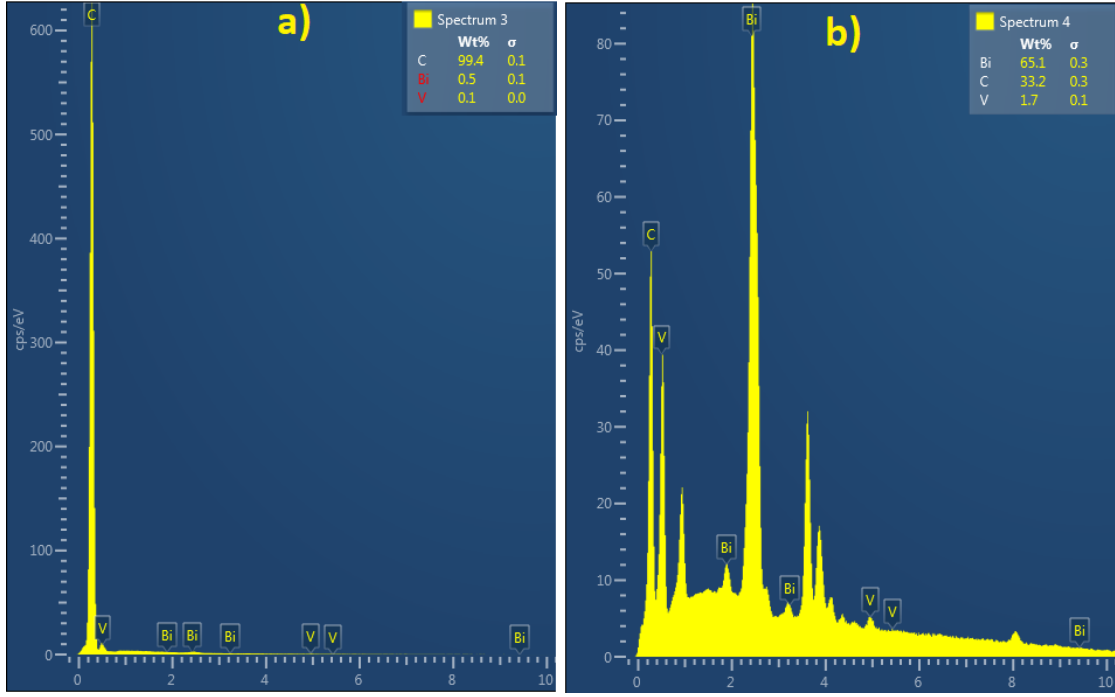 a)
Spectrum 3
Wt% σ
C 99.4 0.1
Bi 0.5 0.1
V 0.1 0.0
C
600
500
400
300
200
100
0
cps/eV
V Bi Bi Bi V V Bi
0 2 4 6 8 10
b)
Spectrum 4
Wt% σ
Bi 65.1 0.3
C 33.2 0.3
V 1.7 0.1
Bi
80
70
60
C
50
V
40
30
20
Bi
10
Bi V V Bi
0
cps/eV
0 2 4 6 8 10